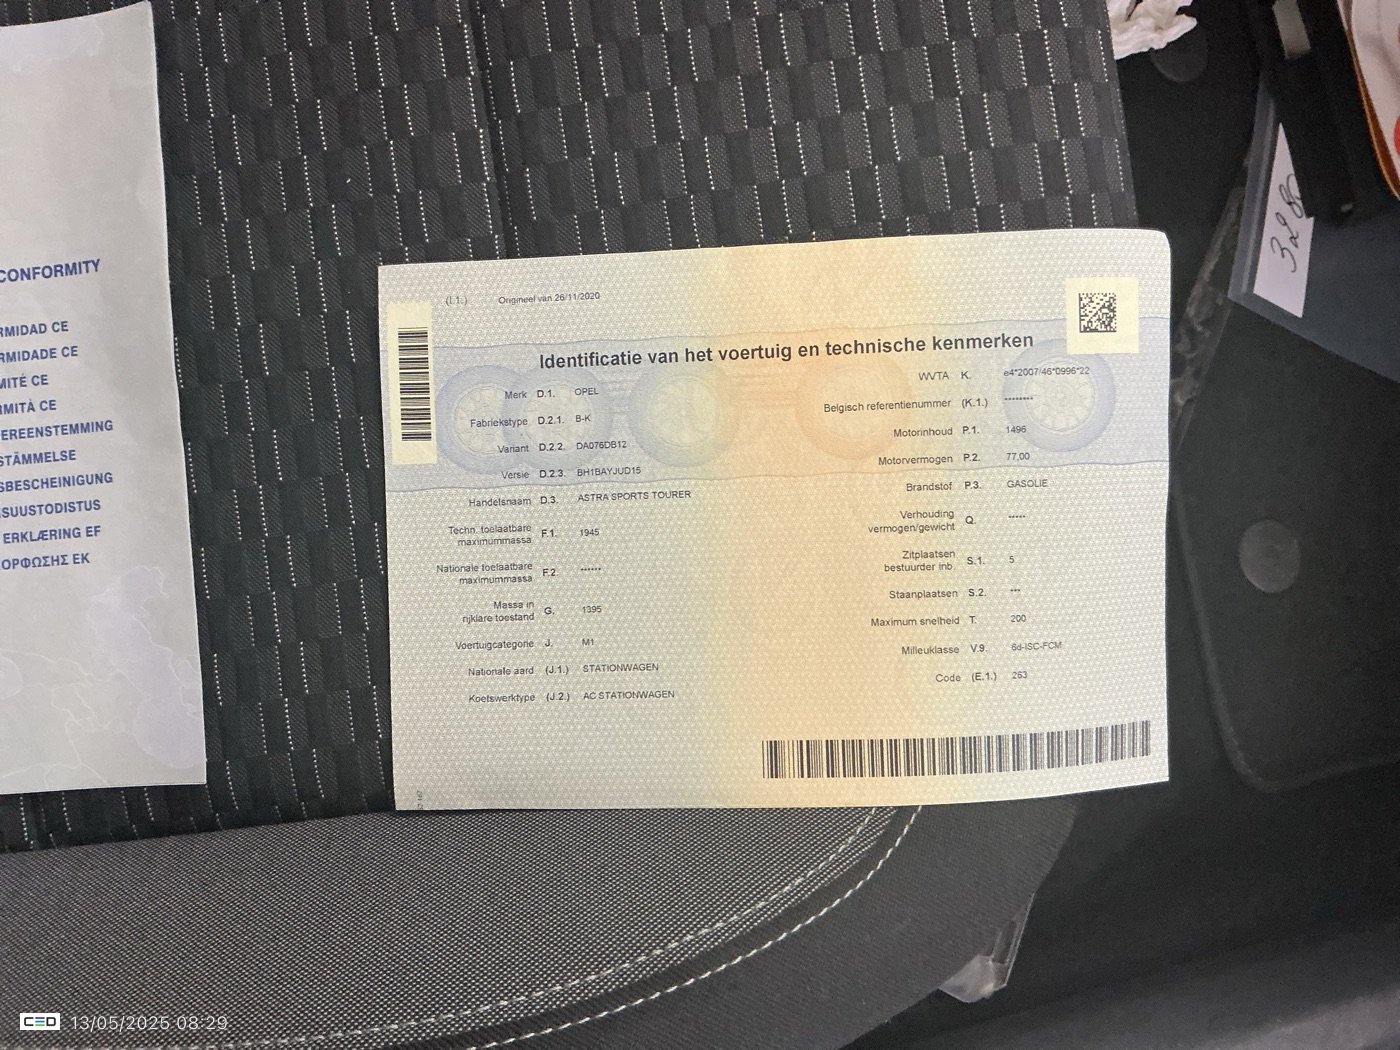 CONFORMITY
RMIDAD CE
RMIDADE CE
MITÉ CE
RMITÀ CE
EREENSTEMMING
STÄMMELSE
SBESCHEINIGUNG
SUUSTODISTUS
ERKLÆRING EF
ΟΡΦΩΣΗΣ ΕΚ
(I.1.) Origineel van 26/11/2020
Identificatie van het voertuig en technische kenmerken
Merk D.1. OPEL
Fabriekstype D.2.1. B-K
Variant D.2.2. DA076DB12
Versie D.2.3. BH1BAYJUD15
Handelsnaam D.3. ASTRA SPORTS TOURER
Techn. toelaatbare
maximummassa F.1. 1945
Nationale toelaatbare
maximummassa F.2. ******
Massa in
rijklare toestand G. 1395
Voertuigcategorie J. M1
Nationale aard (J.1.) STATIONWAGEN
Koetswerktype (J.2.) AC STATIONWAGEN
WVTA K. e4*2007/46*0996*22
Belgisch referentienummer (K.1.) ********
Motorinhoud P.1. 1496
Motorvermogen P.2. 77,00
Brandstof P.3. GASOLIE
Verhouding
vermogen/gewicht Q. *****
Zitplaatsen
bestuurder inb. S.1. 5
Staanplaatsen S.2. ***
Maximum snelheid T. 200
Milieuklasse V.9. 6d-ISC-FCM
Code (E.1.) 263
CED 13/05/2025 08:29